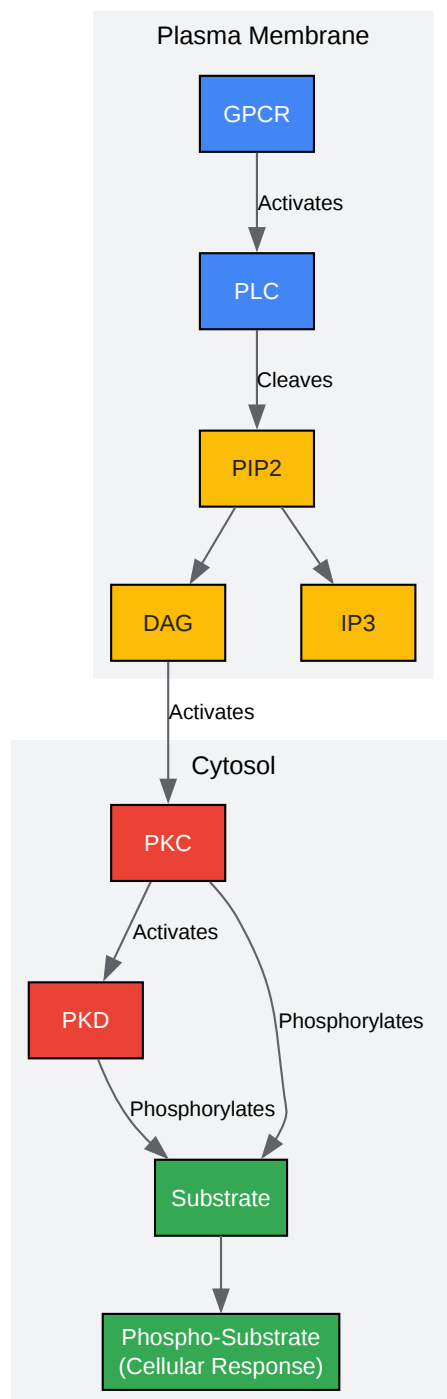 Plasma Membrane
GPCR
Activates
PLC
Cleaves
PIP2
DAG
IP3
Activates
Cytosol
PKC
Activates
PKD
Phosphorylates
Phosphorylates
Substrate
Phospho-Substrate
(Cellular Response)